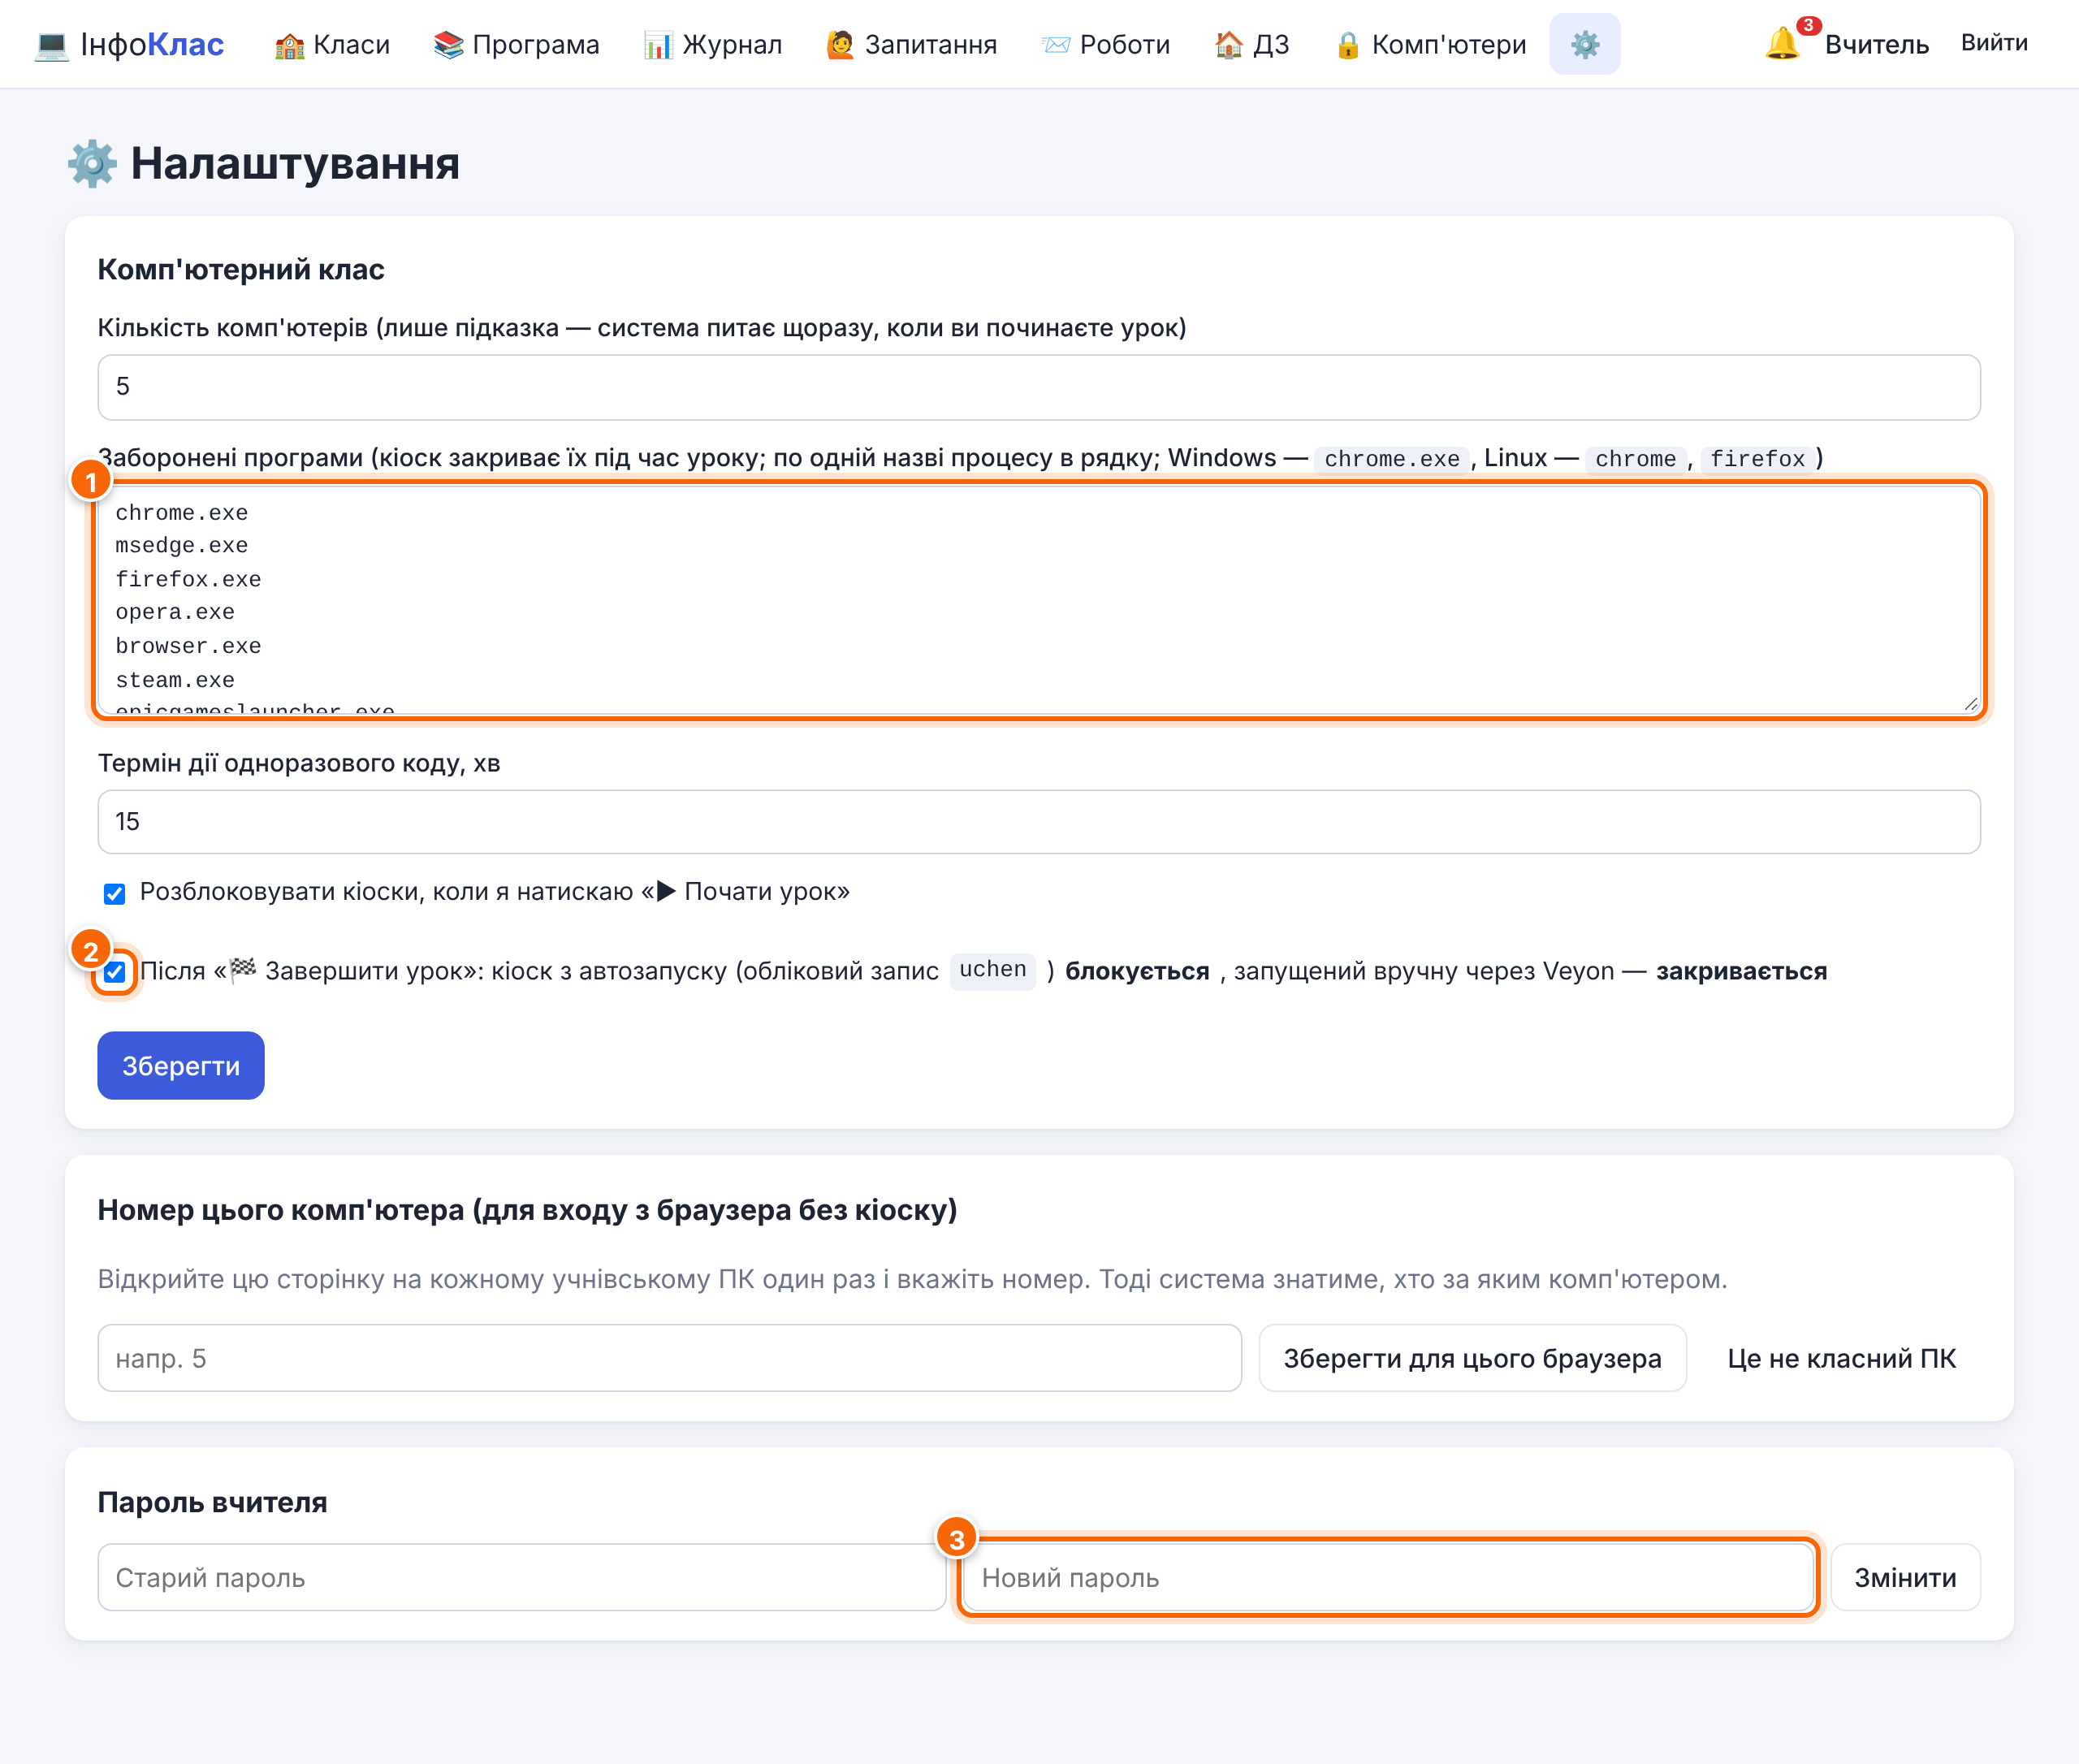 💻 ІнфоКлас 🏫 Класи 📚 Програма 📊 Журнал 🙋 Запитання 📨 Роботи 🏠 ДЗ 🔒 Комп'ютери ⚙️ 🔔 3 Вчитель Вийти
⚙️ Налаштування
Комп'ютерний клас
Кількість комп'ютерів (лише підказка — система питає щоразу, коли ви починаєте урок)
5
Заборонені програми (кіоск закриває їх під час уроку; по одній назві процесу в рядку; Windows — chrome.exe, Linux — chrome, firefox)
1
chrome.exe
msedge.exe
firefox.exe
opera.exe
browser.exe
steam.exe
epicgameslauncher.exe
Термін дії одноразового коду, хв
15
Розблоковувати кіоски, коли я натискаю «▶ Почати урок»
2
Після «🏁 Завершити урок»: кіоск з автозапуску (обліковий запис uchen ) блокується , запущений вручну через Veyon — закривається
Зберегти
Номер цього комп'ютера (для входу з браузера без кіоску)
Відкрийте цю сторінку на кожному учнівському ПК один раз і вкажіть номер. Тоді система знатиме, хто за яким комп'ютером.
напр. 5 Зберегти для цього браузера Це не класний ПК
Пароль вчителя
3
Старий пароль Новий пароль Змінити